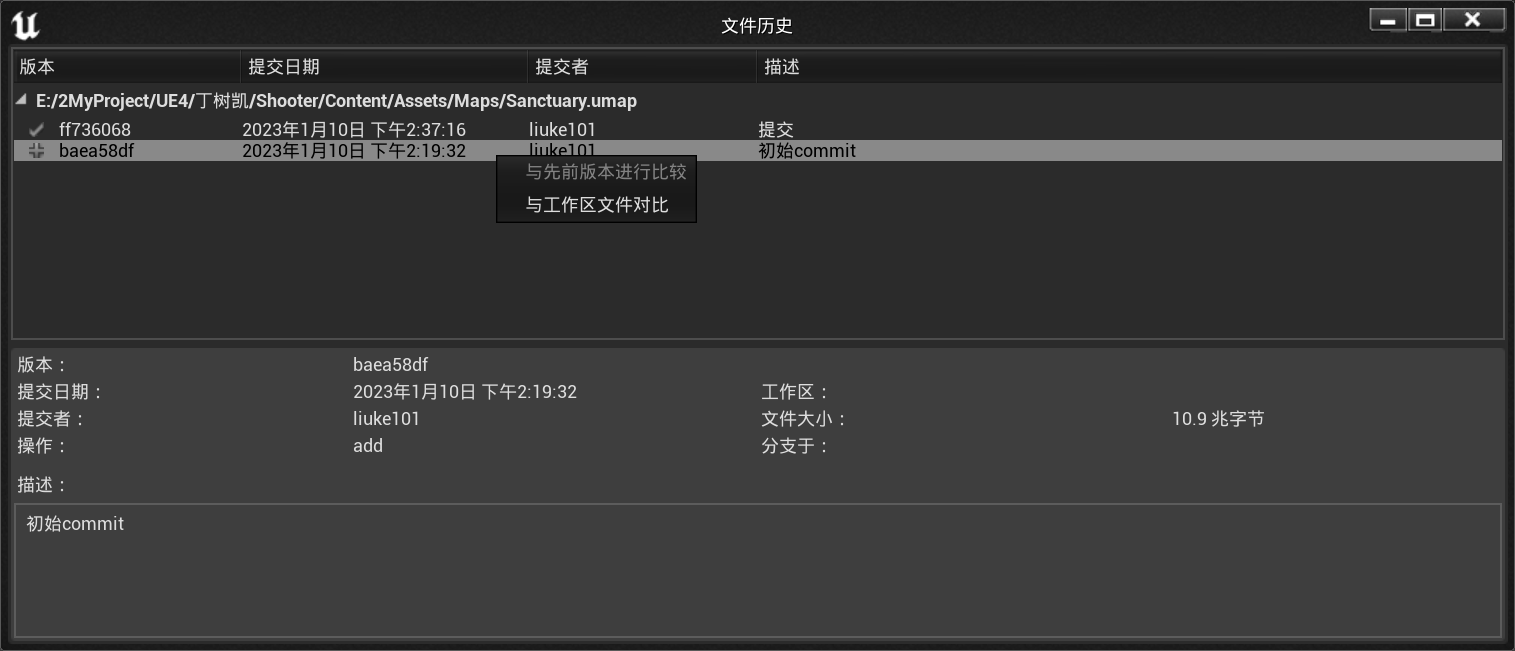 文件历史
版本 提交日期 提交者 描述
E:/2MyProject/UE4/丁树凯/Shooter/Content/Assets/Maps/Sanctuary.umap
ff736068 2023年1月10日 下午2:37:16 liuke101 提交
baea58df 2023年1月10日 下午2:19:32 liuke101 初始commit
与先前版本进行比较
与工作区文件对比
版本： baea58df
提交日期： 2023年1月10日 下午2:19:32 工作区：
提交者： liuke101 文件大小： 10.9 兆字节
操作： add 分支于：
描述：
初始commit